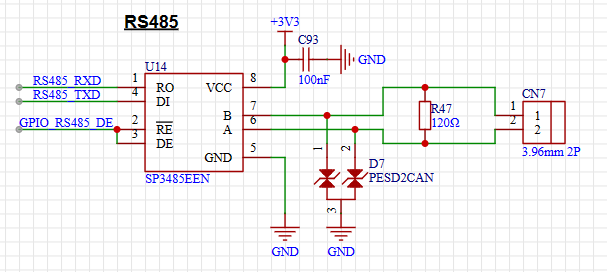 RS485
+3V3
C93
GND
100nF
U14
RS485_RXD 1 RO VCC 8
RS485_TXD 4 DI
B 7
GPIO_RS485_DE 2 RE A 6
3 DE
GND 5
SP3485EEN
R47
120Ω
CN7
1 1
2 2
3.96mm 2P
1 2
D7
PESD2CAN
3
GND GND